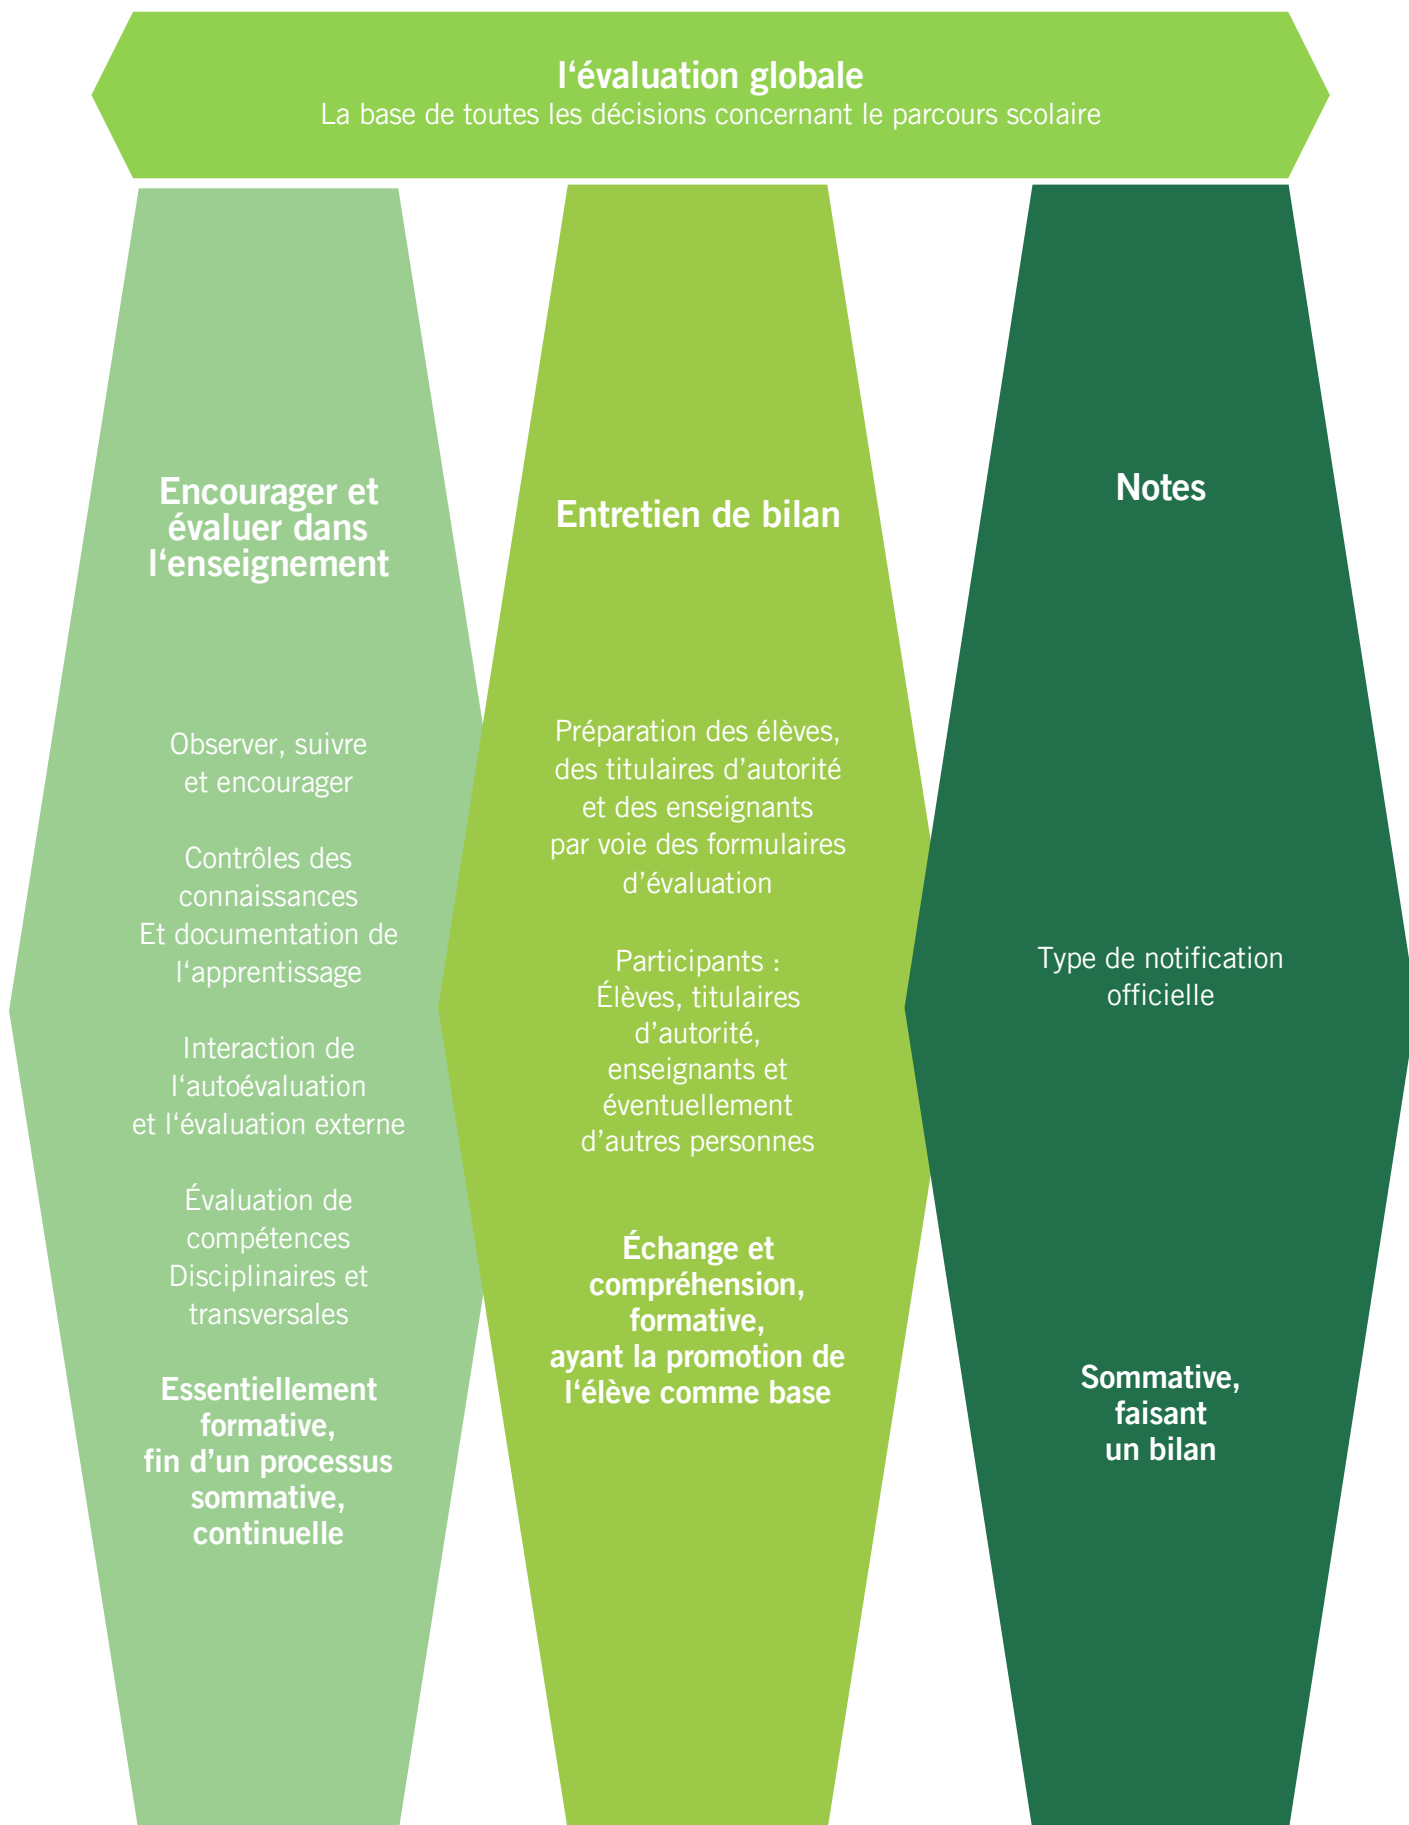 l‘évaluation globale
La base de toutes les décisions concernant le parcours scolaire
Encourager et
évaluer dans
l‘enseignement
Observer, suivre
et encourager
Contrôles des
connaissances
Et documentation de
l‘apprentissage
Interaction de
l‘autoévaluation
et l‘évaluation externe
Évaluation de
compétences
Disciplinaires et
transversales
Essentiellement
formative,
fin d’un processus
sommative,
continuelle
Entretien de bilan
Préparation des élèves,
des titulaires d’autorité
et des enseignants
par voie des formulaires
d’évaluation
Participants :
Élèves, titulaires
d’autorité,
enseignants et
éventuellement
d’autres personnes
Échange et
compréhension,
formative,
ayant la promotion de
l‘élève comme base
Notes
Type de notification
officielle
Sommative,
faisant
un bilan